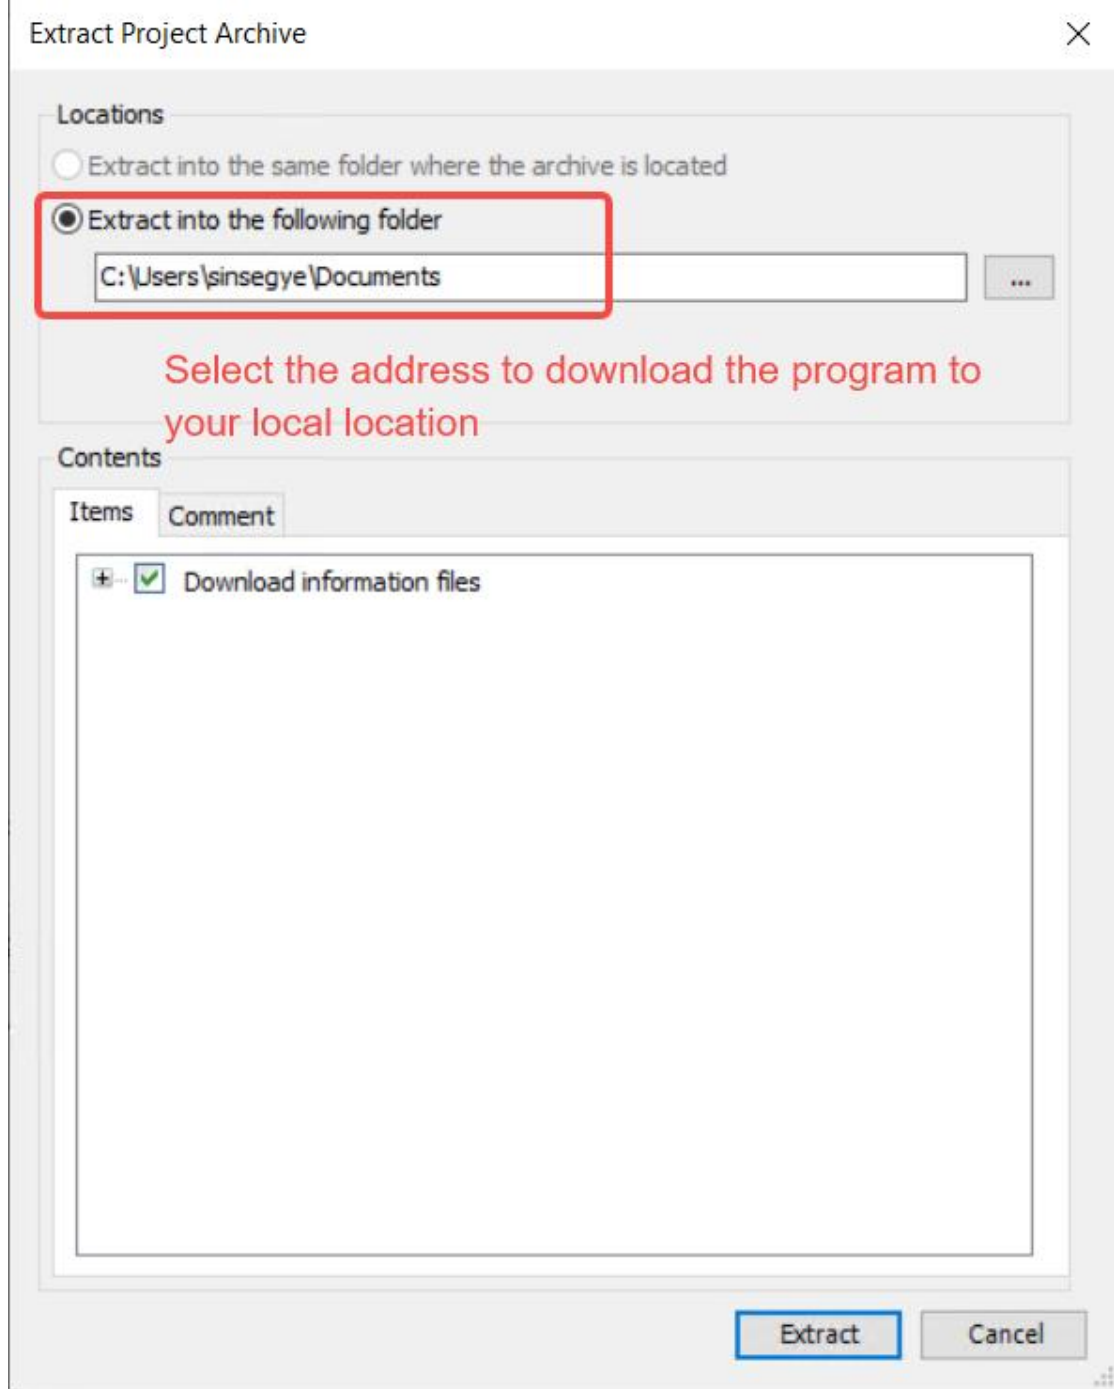 Extract Project Archive
Locations
Extract into the same folder where the archive is located
Extract into the following folder
C:\Users\sinsegye\Documents
...
Select the address to download the program to
your local location
Contents
Items
Comment
Download information files
Extract
Cancel